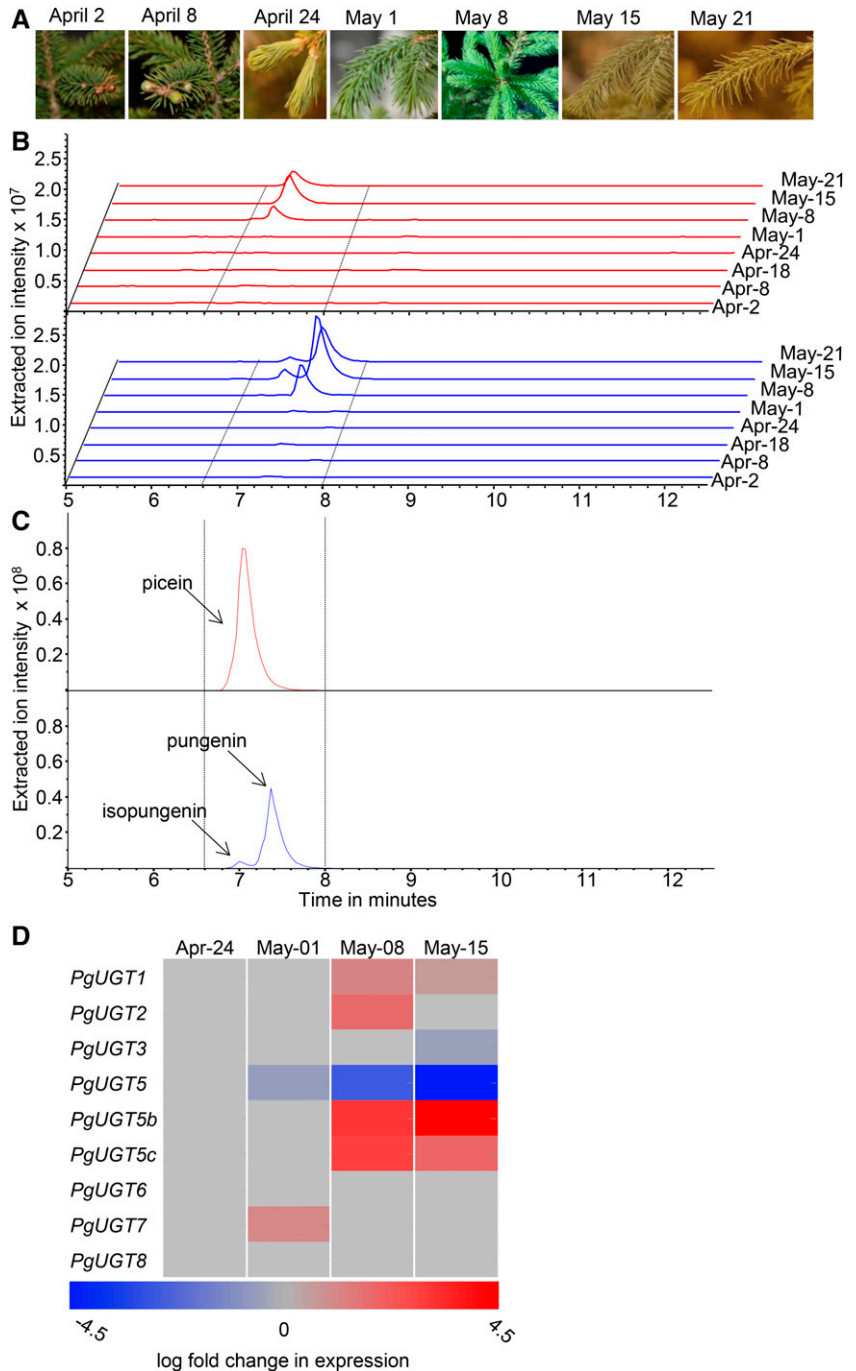 A
April 2 April 8 April 24 May 1 May 8 May 15 May 21
B
Extracted ion intensity x 10⁷
2.5
2.0
1.5
1.0
0.5
May-21
May-15
May-8
May-1
Apr-24
Apr-18
Apr-8
Apr-2
2.5
2.0
1.5
1.0
0.5
May-21
May-15
May-8
May-1
Apr-24
Apr-18
Apr-8
Apr-2
5 6 7 8 9 10 11 12
C
Extracted ion intensity x 10⁸
0.8
0.6
0.4
0.2
picein
0.8
0.6
0.4
0.2
pungenin
isopungenin
5 6 7 8 9 10 11 12
Time in minutes
D
Apr-24 May-01 May-08 May-15
PgUGT1
PgUGT2
PgUGT3
PgUGT5
PgUGT5b
PgUGT5c
PgUGT6
PgUGT7
PgUGT8
-4.5 0 4.5
log fold change in expression